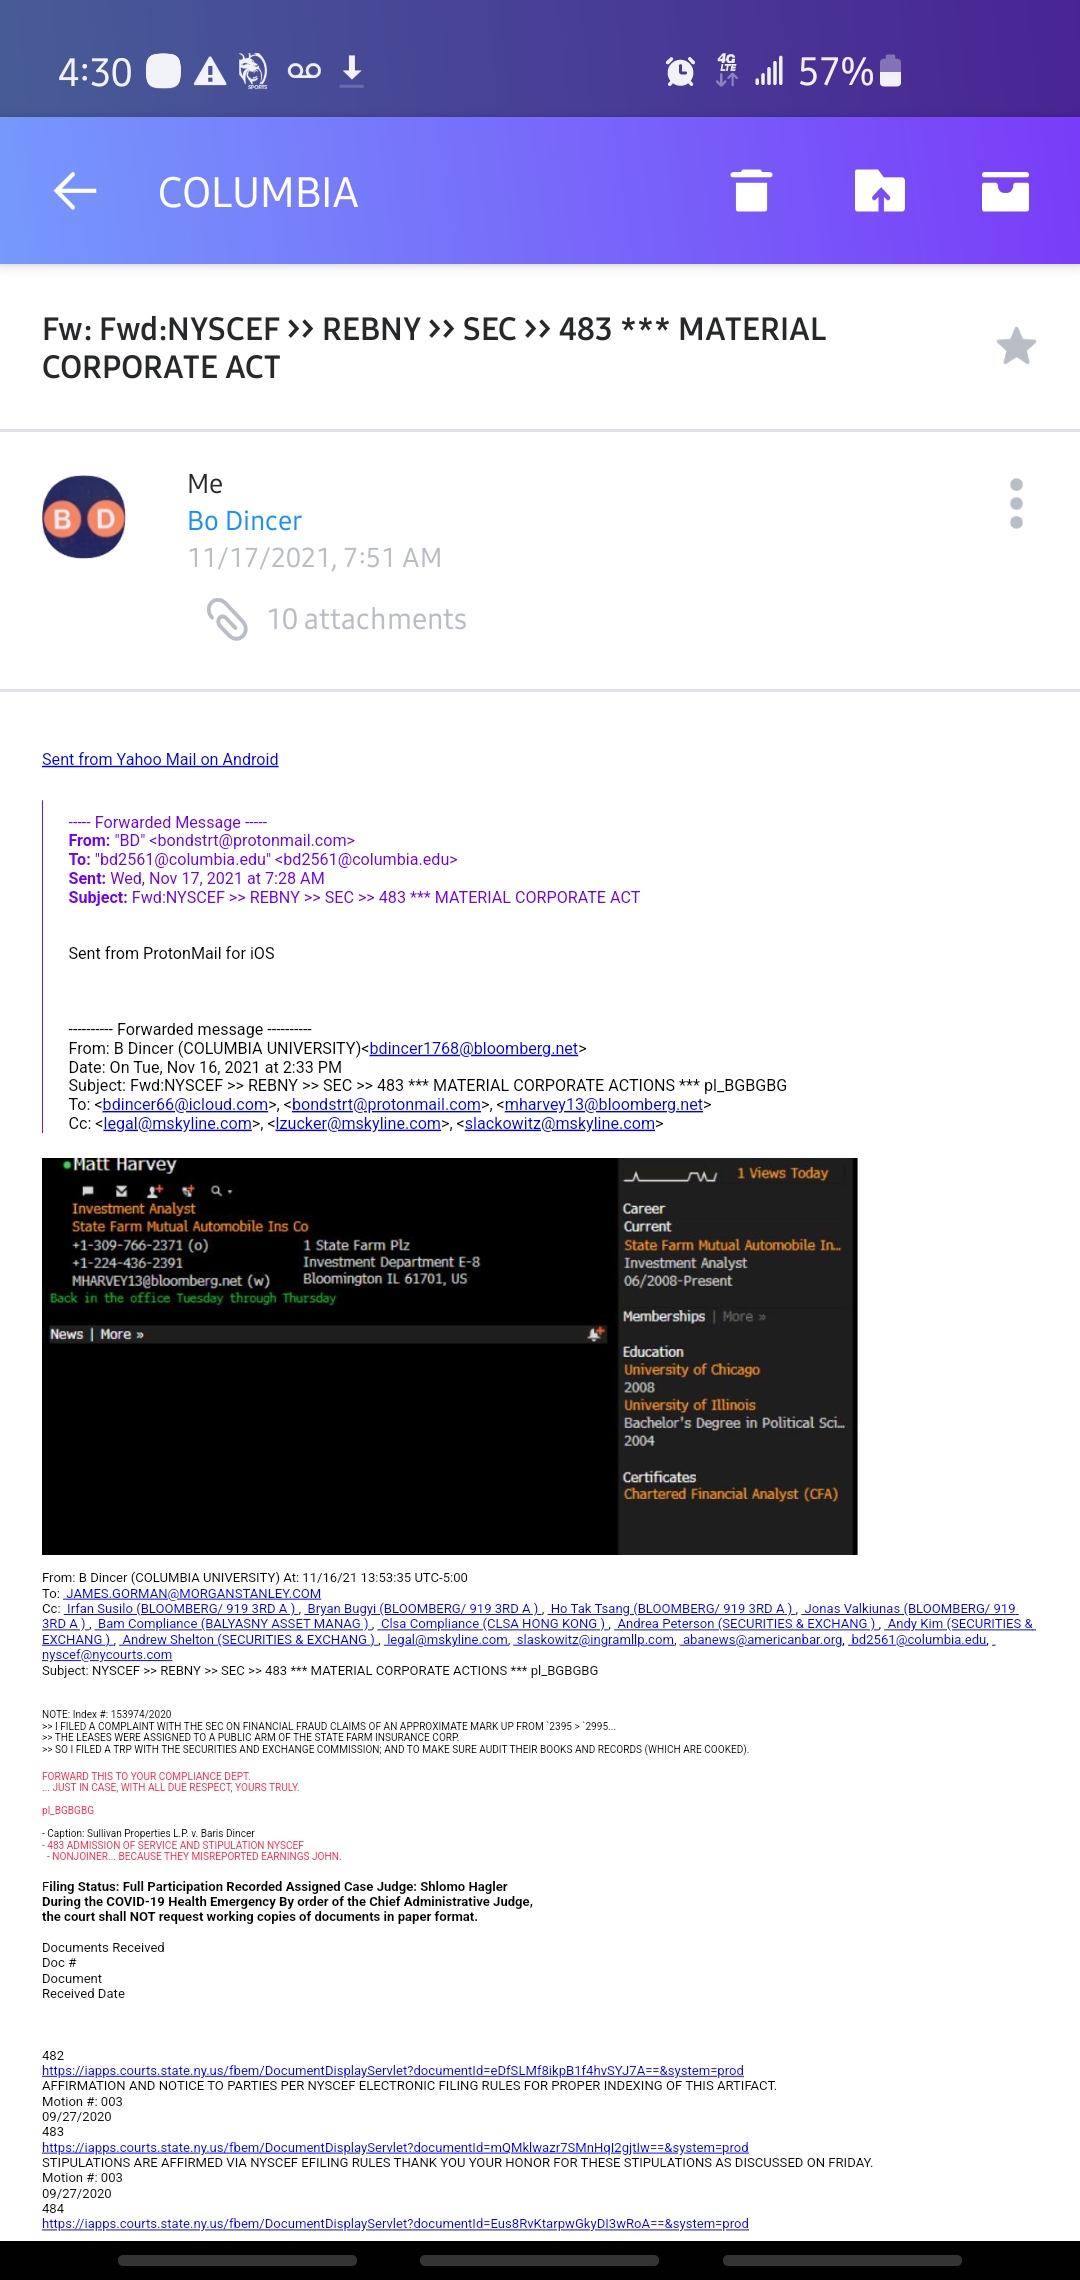 4:30
SPORTS
4G
LTE
57%
COLUMBIA
Fw: Fwd:NYSCEF >> REBNY >> SEC >> 483 *** MATERIAL
CORPORATE ACT
B D
Me
Bo Dincer
11/17/2021, 7:51 AM
10 attachments
Sent from Yahoo Mail on Android
----- Forwarded Message -----
From: "BD" <bondstrt@protonmail.com>
To: "bd2561@columbia.edu" <bd2561@columbia.edu>
Sent: Wed, Nov 17, 2021 at 7:28 AM
Subject: Fwd:NYSCEF >> REBNY >> SEC >> 483 *** MATERIAL CORPORATE ACT
Sent from ProtonMail for iOS
---------- Forwarded message ----------
From: B Dincer (COLUMBIA UNIVERSITY)<bdincer1768@bloomberg.net>
Date: On Tue, Nov 16, 2021 at 2:33 PM
Subject: Fwd:NYSCEF >> REBNY >> SEC >> 483 *** MATERIAL CORPORATE ACTIONS *** pl_BGBGBG
To: <bdincer66@icloud.com>, <bondstrt@protonmail.com>, <mharvey13@bloomberg.net>
Cc: <legal@mskyline.com>, <lzucker@mskyline.com>, <slackowitz@mskyline.com>
Matt Harvey
Investment Analyst
State Farm Mutual Automobile Ins Co
+1-309-766-2371 (o)
1 State Farm Plz
+1-224-436-2391
Investment Department E-8
MHARVEY13@bloomberg.net (w)
Bloomington IL 61701, US
Back in the office Tuesday through Thursday
News | More »
1 Views Today
Career
Current
State Farm Mutual Automobile In...
Investment Analyst
06/2008-Present
Memberships | More »
Education
University of Chicago
2008
University of Illinois
Bachelor's Degree in Political Sci...
2004
Certificates
Chartered Financial Analyst (CFA)
From: B Dincer (COLUMBIA UNIVERSITY) At: 11/16/21 13:53:35 UTC-5:00
To: JAMES.GORMAN@MORGANSTANLEY.COM
Cc: Irfan Susilo (BLOOMBERG/ 919 3RD A ) , Bryan Bugyi (BLOOMBERG/ 919 3RD A ) , Ho Tak Tsang (BLOOMBERG/ 919 3RD A ) , Jonas Valkiunas (BLOOMBERG/ 919
3RD A ) , Bam Compliance (BALYASNY ASSET MANAG ) , Clsa Compliance (CLSA HONG KONG ) , Andrea Peterson (SECURITIES & EXCHANG ) , Andy Kim (SECURITIES &
EXCHANG ) , Andrew Shelton (SECURITIES & EXCHANG ) , legal@mskyline.com, slaskowitz@ingramllp.com, abanews@americanbar.org, bd2561@columbia.edu,
nyscef@nycourts.com
Subject: NYSCEF >> REBNY >> SEC >> 483 *** MATERIAL CORPORATE ACTIONS *** pl_BGBGBG
NOTE: Index #: 153974/2020
>> I FILED A COMPLAINT WITH THE SEC ON FINANCIAL FRAUD CLAIMS OF AN APPROXIMATE MARK UP FROM `2395 > `2995...
>> THE LEASES WERE ASSIGNED TO A PUBLIC ARM OF THE STATE FARM INSURANCE CORP.
>> SO I FILED A TRP WITH THE SECURITIES AND EXCHANGE COMMISSION; AND TO MAKE SURE AUDIT THEIR BOOKS AND RECORDS (WHICH ARE COOKED).
FORWARD THIS TO YOUR COMPLIANCE DEPT.
... JUST IN CASE, WITH ALL DUE RESPECT, YOURS TRULY.
pl_BGBGBG
- Caption: Sullivan Properties L.P. v. Baris Dincer
- 483 ADMISSION OF SERVICE AND STIPULATION NYSCEF
- NONJOINER... BECAUSE THEY MISREPORTED EARNINGS JOHN.
Filing Status: Full Participation Recorded Assigned Case Judge: Shlomo Hagler
During the COVID-19 Health Emergency By order of the Chief Administrative Judge,
the court shall NOT request working copies of documents in paper format.
Documents Received
Doc #
Document
Received Date
482
https://iapps.courts.state.ny.us/fbem/DocumentDisplayServlet?documentId=eDfSLMf8ikpB1f4hvSYJ7A==&system=prod
AFFIRMATION AND NOTICE TO PARTIES PER NYSCEF ELECTRONIC FILING RULES FOR PROPER INDEXING OF THIS ARTIFACT.
Motion #: 003
09/27/2020
483
https://iapps.courts.state.ny.us/fbem/DocumentDisplayServlet?documentId=mQMklwazr7SMnHqI2gjtIw==&system=prod
STIPULATIONS ARE AFFIRMED VIA NYSCEF EFILING RULES THANK YOU YOUR HONOR FOR THESE STIPULATIONS AS DISCUSSED ON FRIDAY.
Motion #: 003
09/27/2020
484
https://iapps.courts.state.ny.us/fbem/DocumentDisplayServlet?documentId=Eus8RvKtarpwGkyDI3wRoA==&system=prod